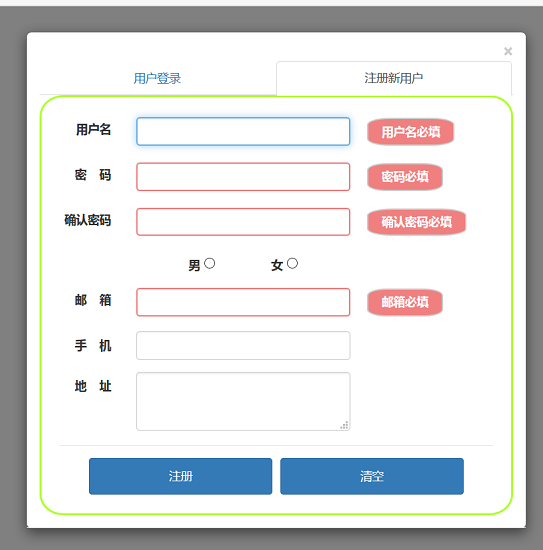 ×
用户登录 注册新用户
用户名 用户名必填
密 码 密码必填
确认密码 确认密码必填
男 女
邮 箱 邮箱必填
手 机
地 址
注册 清空